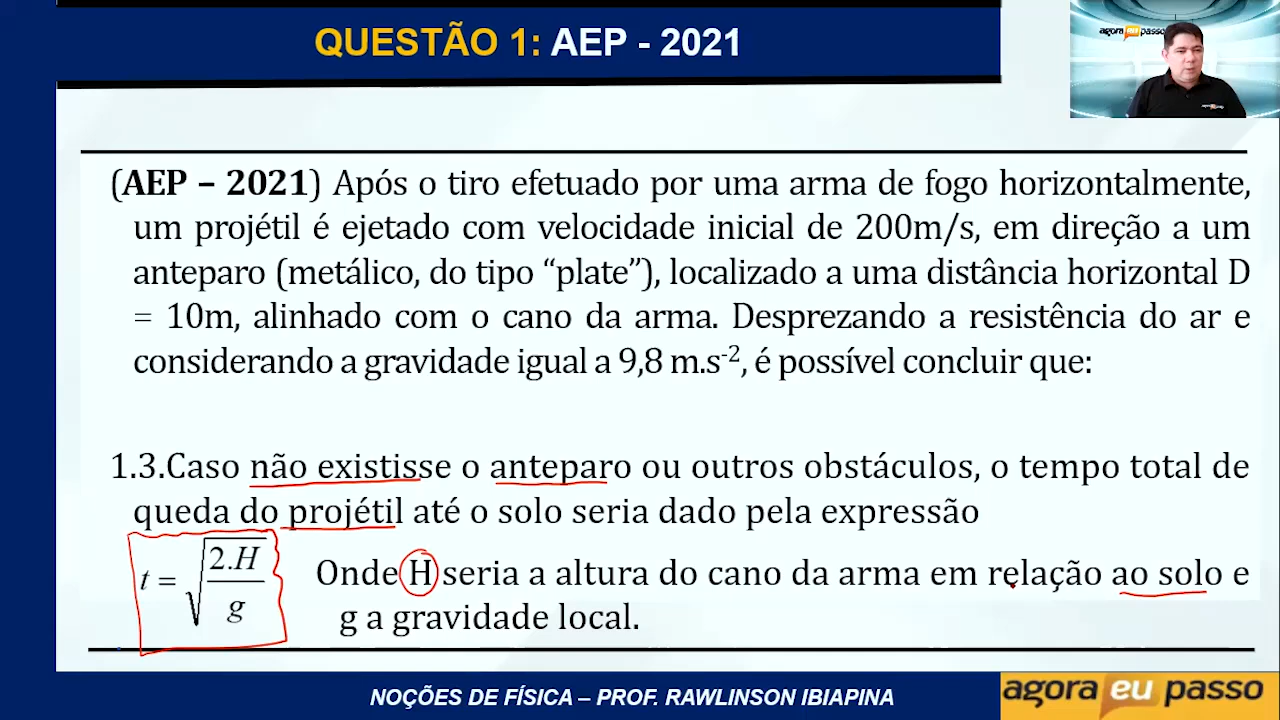 QUESTÃO 1: AEP - 2021
agora eu passo
(AEP – 2021) Após o tiro efetuado por uma arma de fogo horizontalmente,
um projétil é ejetado com velocidade inicial de 200m/s, em direção a um
anteparo (metálico, do tipo “plate”), localizado a uma distância horizontal D
= 10m, alinhado com o cano da arma. Desprezando a resistência do ar e
considerando a gravidade igual a 9,8 m.s⁻², é possível concluir que:
1.3.Caso não existisse o anteparo ou outros obstáculos, o tempo total de
queda do projétil até o solo seria dado pela expressão
t = √(2.H/g)
Onde H seria a altura do cano da arma em relação ao solo e
g a gravidade local.
NOÇÕES DE FÍSICA – PROF. RAWLINSON IBIAPINA
agora eu passo